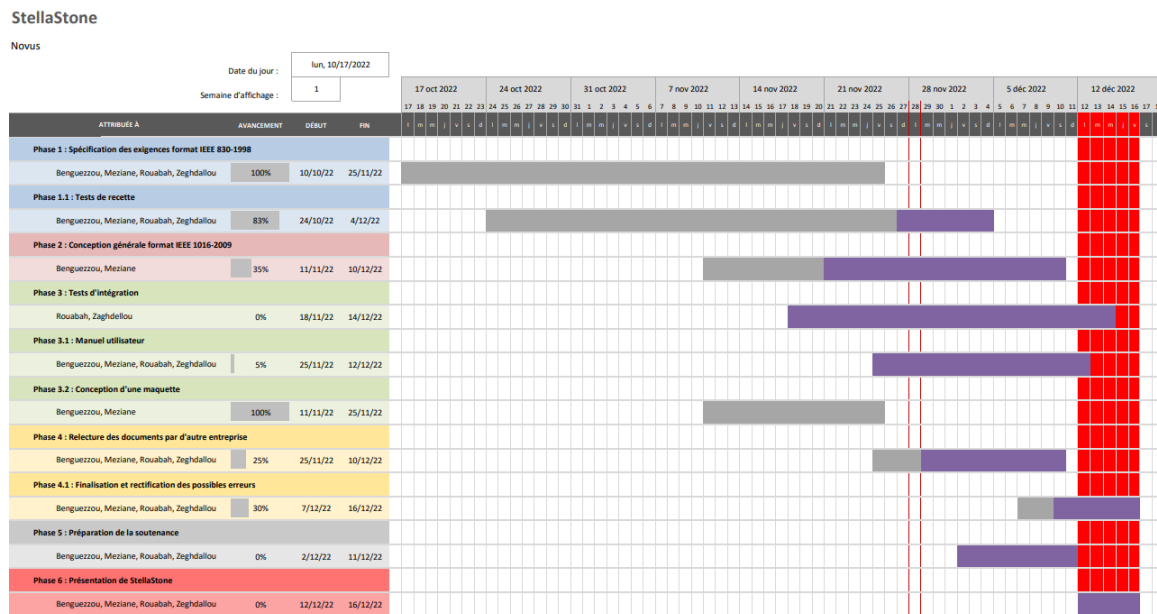 StellaStone
Novus
Date du jour : lun, 10/17/2022
Semaine d'affichage : 1
17 oct 2022 24 oct 2022 31 oct 2022 7 nov 2022 14 nov 2022 21 nov 2022 28 nov 2022 5 déc 2022 12 déc 2022
17 18 19 20 21 22 23 24 25 26 27 28 29 30 31 1 2 3 4 5 6 7 8 9 10 11 12 13 14 15 16 17 18 19 20 21 22 23 24 25 26 27 28 29 30 1 2 3 4 5 6 7 8 9 10 11 12 13 14 15 16 17
ATTRIBUÉE À AVANCEMENT DÉBUT FIN l m m j v s d l m m j v s d l m m j v s d l m m j v s d l m m j v s d l m m j v s d l m m j v s d l m m j v s d l m m j v s
Phase 1 : Spécification des exigences format IEEE 830-1998
Benguezzou, Meziane, Rouabah, Zeghdallou 100% 10/10/22 25/11/22
Phase 1.1 : Tests de recette
Benguezzou, Meziane, Rouabah, Zeghdallou 83% 24/10/22 4/12/22
Phase 2 : Conception générale format IEEE 1016-2009
Benguezzou, Meziane 35% 11/11/22 10/12/22
Phase 3 : Tests d'intégration
Rouabah, Zaghdellou 0% 18/11/22 14/12/22
Phase 3.1 : Manuel utilisateur
Benguezzou, Meziane, Rouabah, Zeghdallou 5% 25/11/22 12/12/22
Phase 3.2 : Conception d'une maquette
Benguezzou, Meziane 100% 11/11/22 25/11/22
Phase 4 : Relecture des documents par d'autre entreprise
Benguezzou, Meziane, Rouabah, Zeghdallou 25% 25/11/22 10/12/22
Phase 4.1 : Finalisation et rectification des possibles erreurs
Benguezzou, Meziane, Rouabah, Zeghdallou 30% 7/12/22 16/12/22
Phase 5 : Préparation de la soutenance
Benguezzou, Meziane, Rouabah, Zeghdallou 0% 2/12/22 11/12/22
Phase 6 : Présentation de StellaStone
Benguezzou, Meziane, Rouabah, Zeghdallou 0% 12/12/22 16/12/22